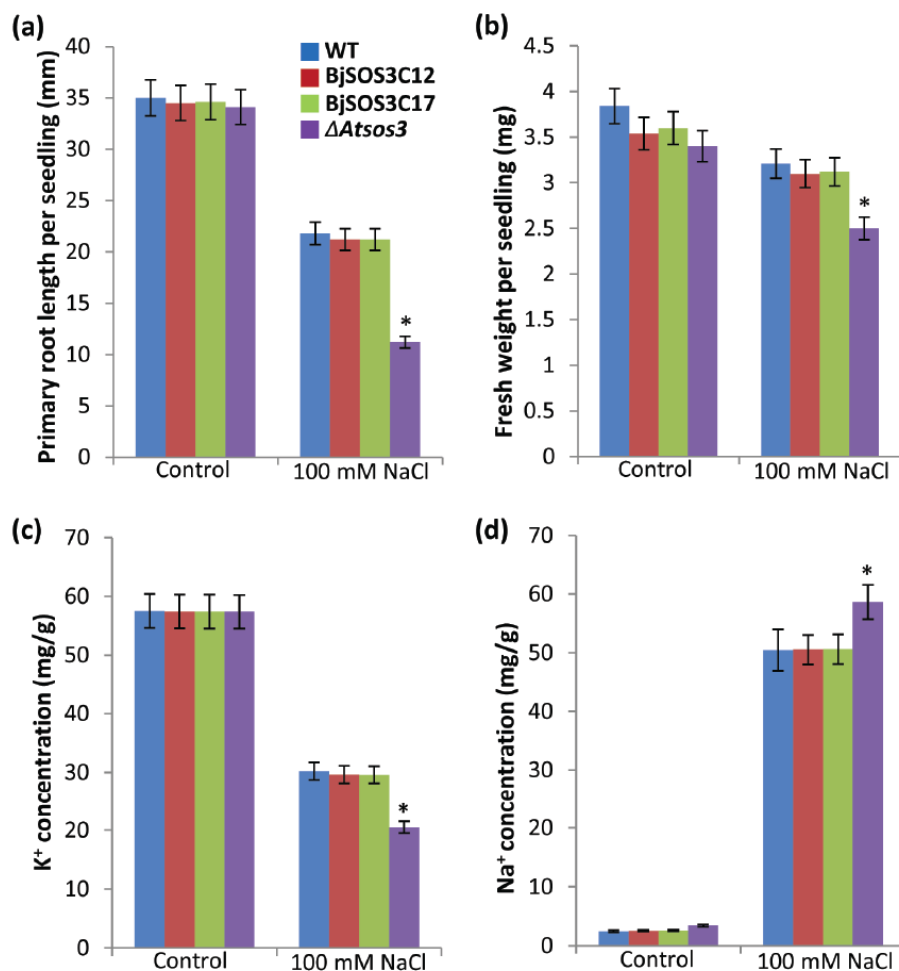 (a)
Primary root length per seedling (mm)
40
35
30
25
20
15
10
5
0
WT
BjSOS3C12
BjSOS3C17
ΔAtsos3
*
Control
100 mM NaCl
(b)
Fresh weight per seedling (mg)
4.5
4
3.5
3
2.5
2
1.5
1
0.5
0
*
Control
100 mM NaCl
(c)
K⁺ concentration (mg/g)
70
60
50
40
30
20
10
0
*
Control
100 mM NaCl
(d)
Na⁺ concentration (mg/g)
70
60
50
40
30
20
10
0
*
Control
100 mM NaCl